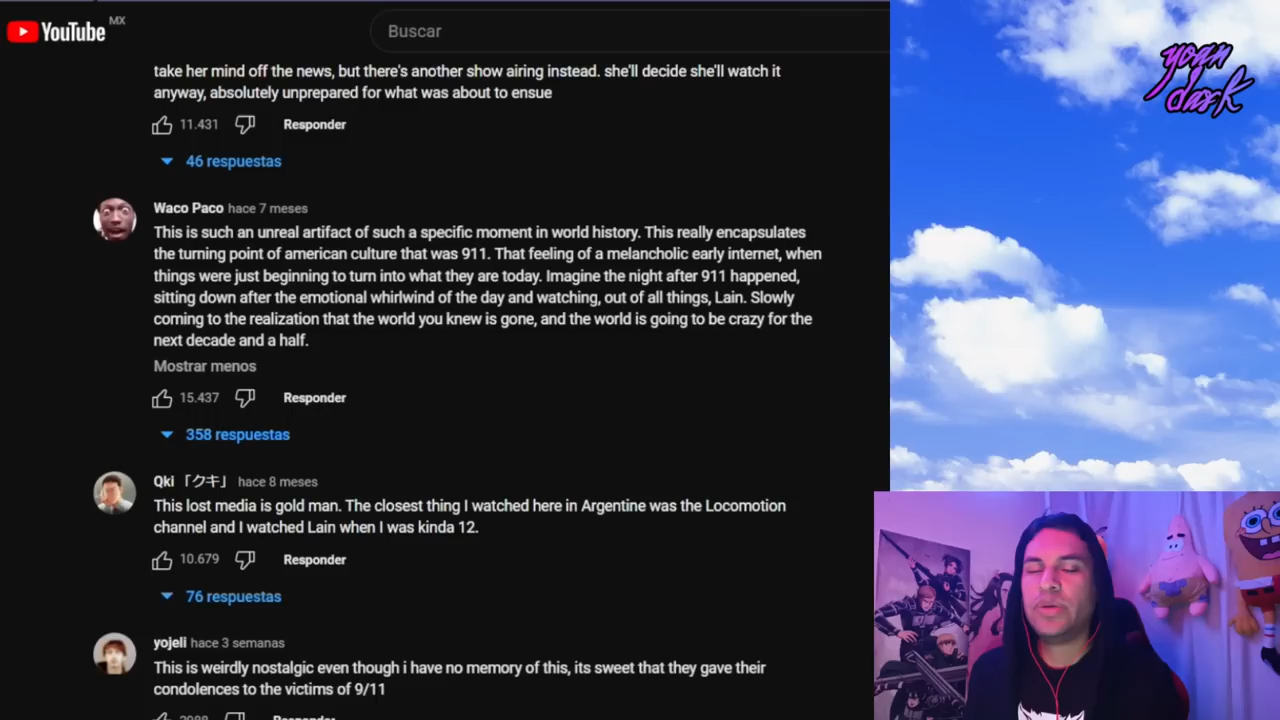 YouTube MX
Buscar
yoan
dark
take her mind off the news, but there's another show airing instead. she'll decide she'll watch it
anyway, absolutely unprepared for what was about to ensue
11.431 Responder
46 respuestas
Waco Paco hace 7 meses
This is such an unreal artifact of such a specific moment in world history. This really encapsulates
the turning point of american culture that was 911. That feeling of a melancholic early internet, when
things were just beginning to turn into what they are today. Imagine the night after 911 happened,
sitting down after the emotional whirlwind of the day and watching, out of all things, Lain. Slowly
coming to the realization that the world you knew is gone, and the world is going to be crazy for the
next decade and a half.
Mostrar menos
15.437 Responder
358 respuestas
Qki 「クキ」 hace 8 meses
This lost media is gold man. The closest thing I watched here in Argentine was the Locomotion
channel and I watched Lain when I was kinda 12.
10.679 Responder
76 respuestas
yojeli hace 3 semanas
This is weirdly nostalgic even though i have no memory of this, its sweet that they gave their
condolences to the victims of 9/11
Responder